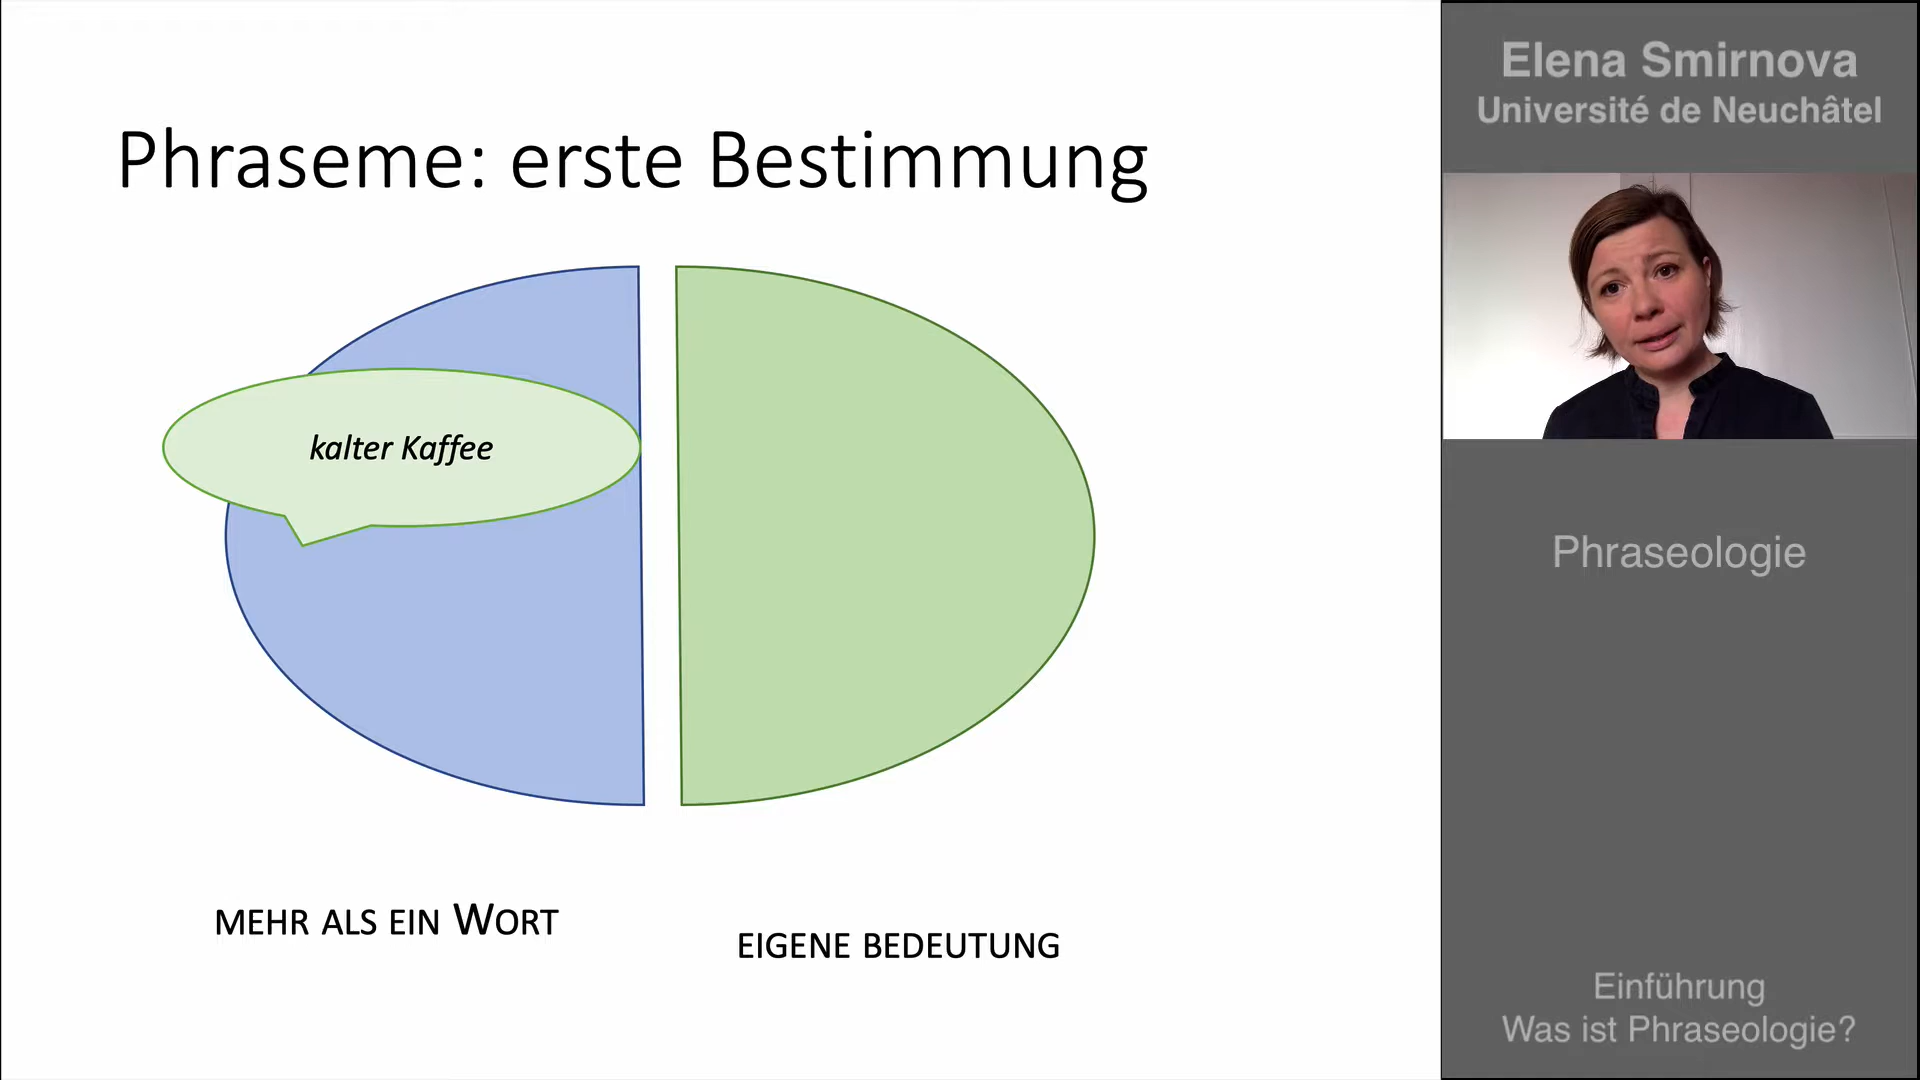 Phraseme: erste Bestimmung
kalter Kaffee
MEHR ALS EIN WORT
EIGENE BEDEUTUNG
Elena Smirnova
Université de Neuchâtel
Phraseologie
Einführung
Was ist Phraseologie?